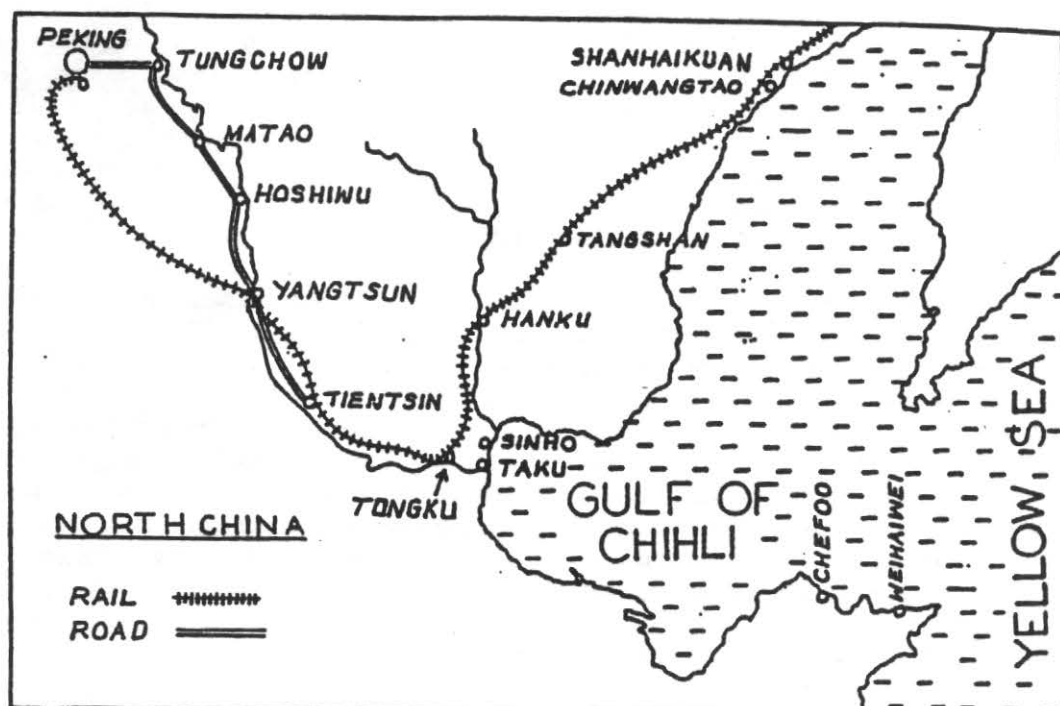 PEKING
TUNGCHOW
MATAO
HOSHIWU
YANGTSUN
TIENTSIN
TONGKU
SHANHAIKUAN
CHINWANGTAO
TANGSHAN
HANKU
SINHO
TAKU
GULF OF
CHIHLI
CHEFOO
WEIHAIWEI
YELLOW SEA
NORTH CHINA
RAIL
ROAD